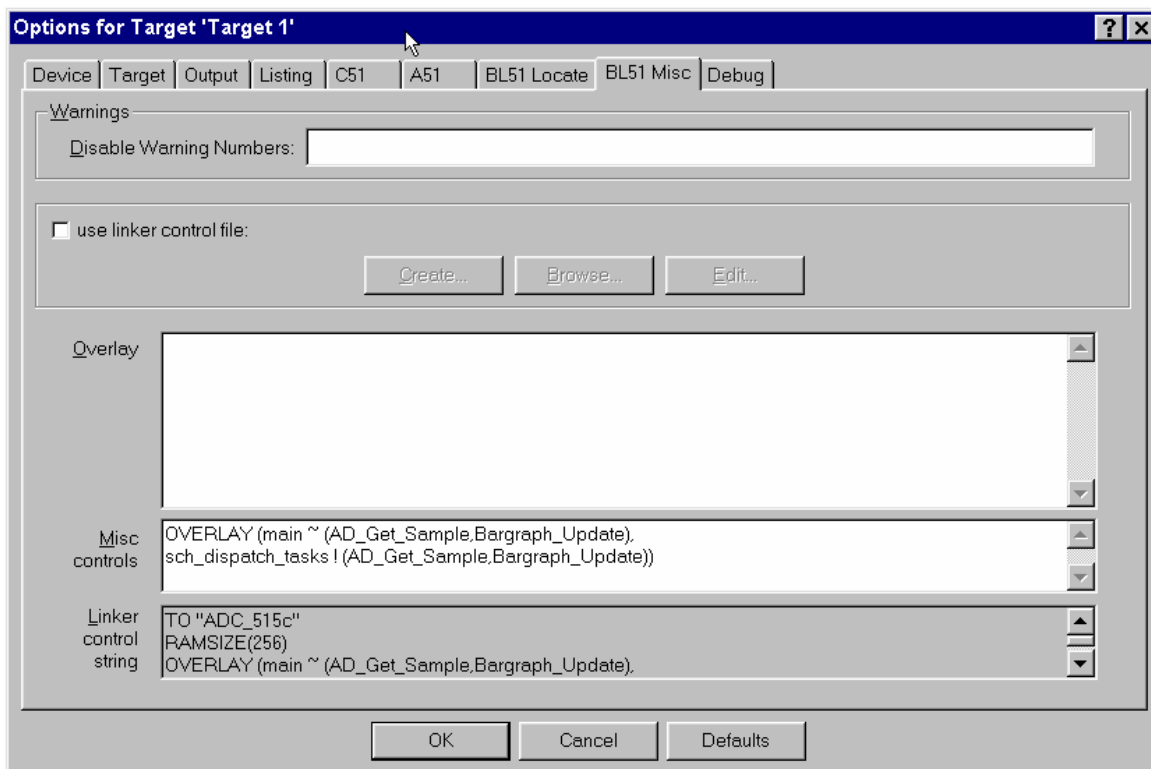 Options for Target 'Target 1'
Device Target Output Listing C51 A51 BL51 Locate BL51 Misc Debug
Warnings
Disable Warning Numbers:
use linker control file:
Create... Browse... Edit...
Overlay
Misc controls
OVERLAY (main ~ (AD_Get_Sample,Bargraph_Update),
sch_dispatch_tasks ! (AD_Get_Sample,Bargraph_Update))
Linker control string
TO "ADC_515c"
RAMSIZE(256)
OVERLAY (main ~ (AD_Get_Sample,Bargraph_Update),
OK Cancel Defaults